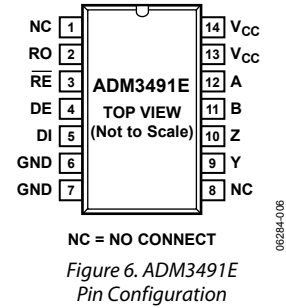 NC 1 14 VCC
RO 2 13 VCC
RE 3 ADM3491E 12 A
DE 4 TOP VIEW 11 B
DI 5 (Not to Scale) 10 Z
GND 6 9 Y
GND 7 8 NC
NC = NO CONNECT
06284-006
Figure 6. ADM3491E
Pin Configuration